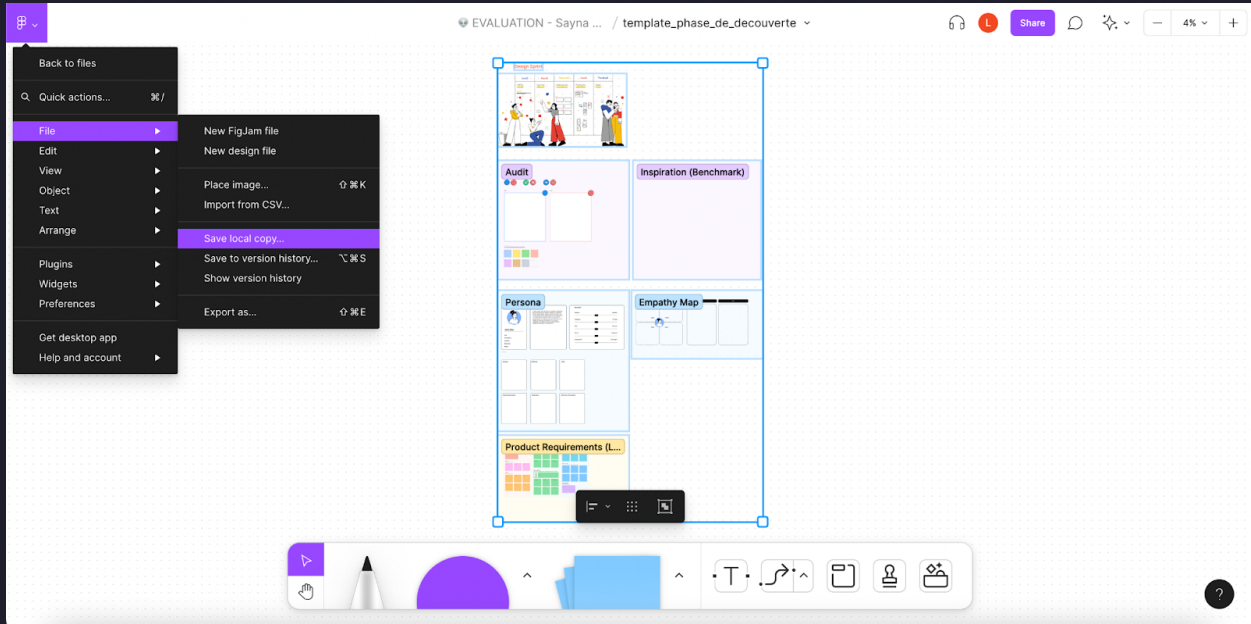 EVALUATION - Sayna ... / template_phase_de_decouverte
L
Share
4%
Back to files
Quick actions... ⌘/
File
Edit
View
Object
Text
Arrange
Plugins
Widgets
Preferences
Get desktop app
Help and account
New FigJam file
New design file
Place image... ⇧⌘K
Import from CSV...
Save local copy...
Save to version history... ⌥⌘S
Show version history
Export as... ⇧⌘E
Design Sprint
Audit
Inspiration (Benchmark)
Persona
Empathy Map
Product Requirements (L...
T
?